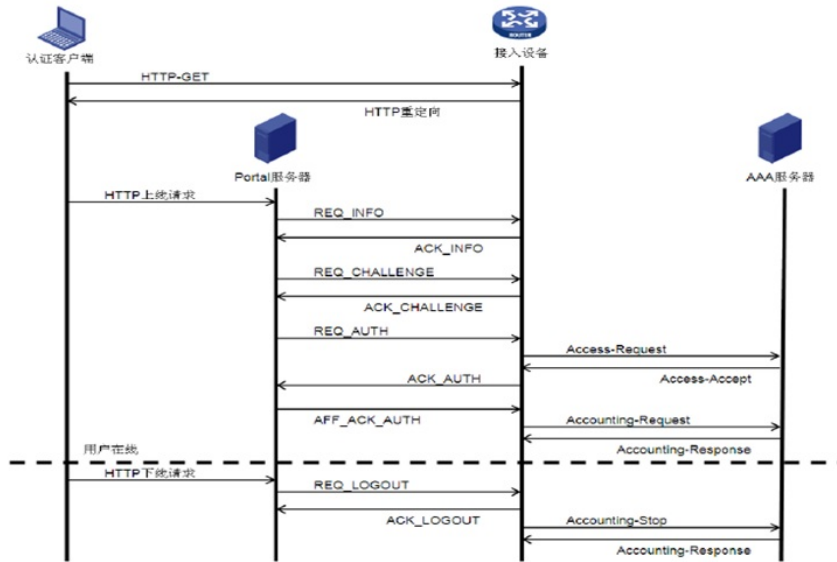 认证客户端
ROUTER
接入设备
HTTP-GET
HTTP重定向
Portal服务器
AAA服务器
HTTP上线请求
REQ_INFO
ACK_INFO
REQ_CHALLENGE
ACK_CHALLENGE
REQ_AUTH
Access-Request
ACK_AUTH
Access-Accept
AFF_ACK_AUTH
Accounting-Request
用户在线
Accounting-Response
HTTP下线请求
REQ_LOGOUT
ACK_LOGOUT
Accounting-Stop
Accounting-Response